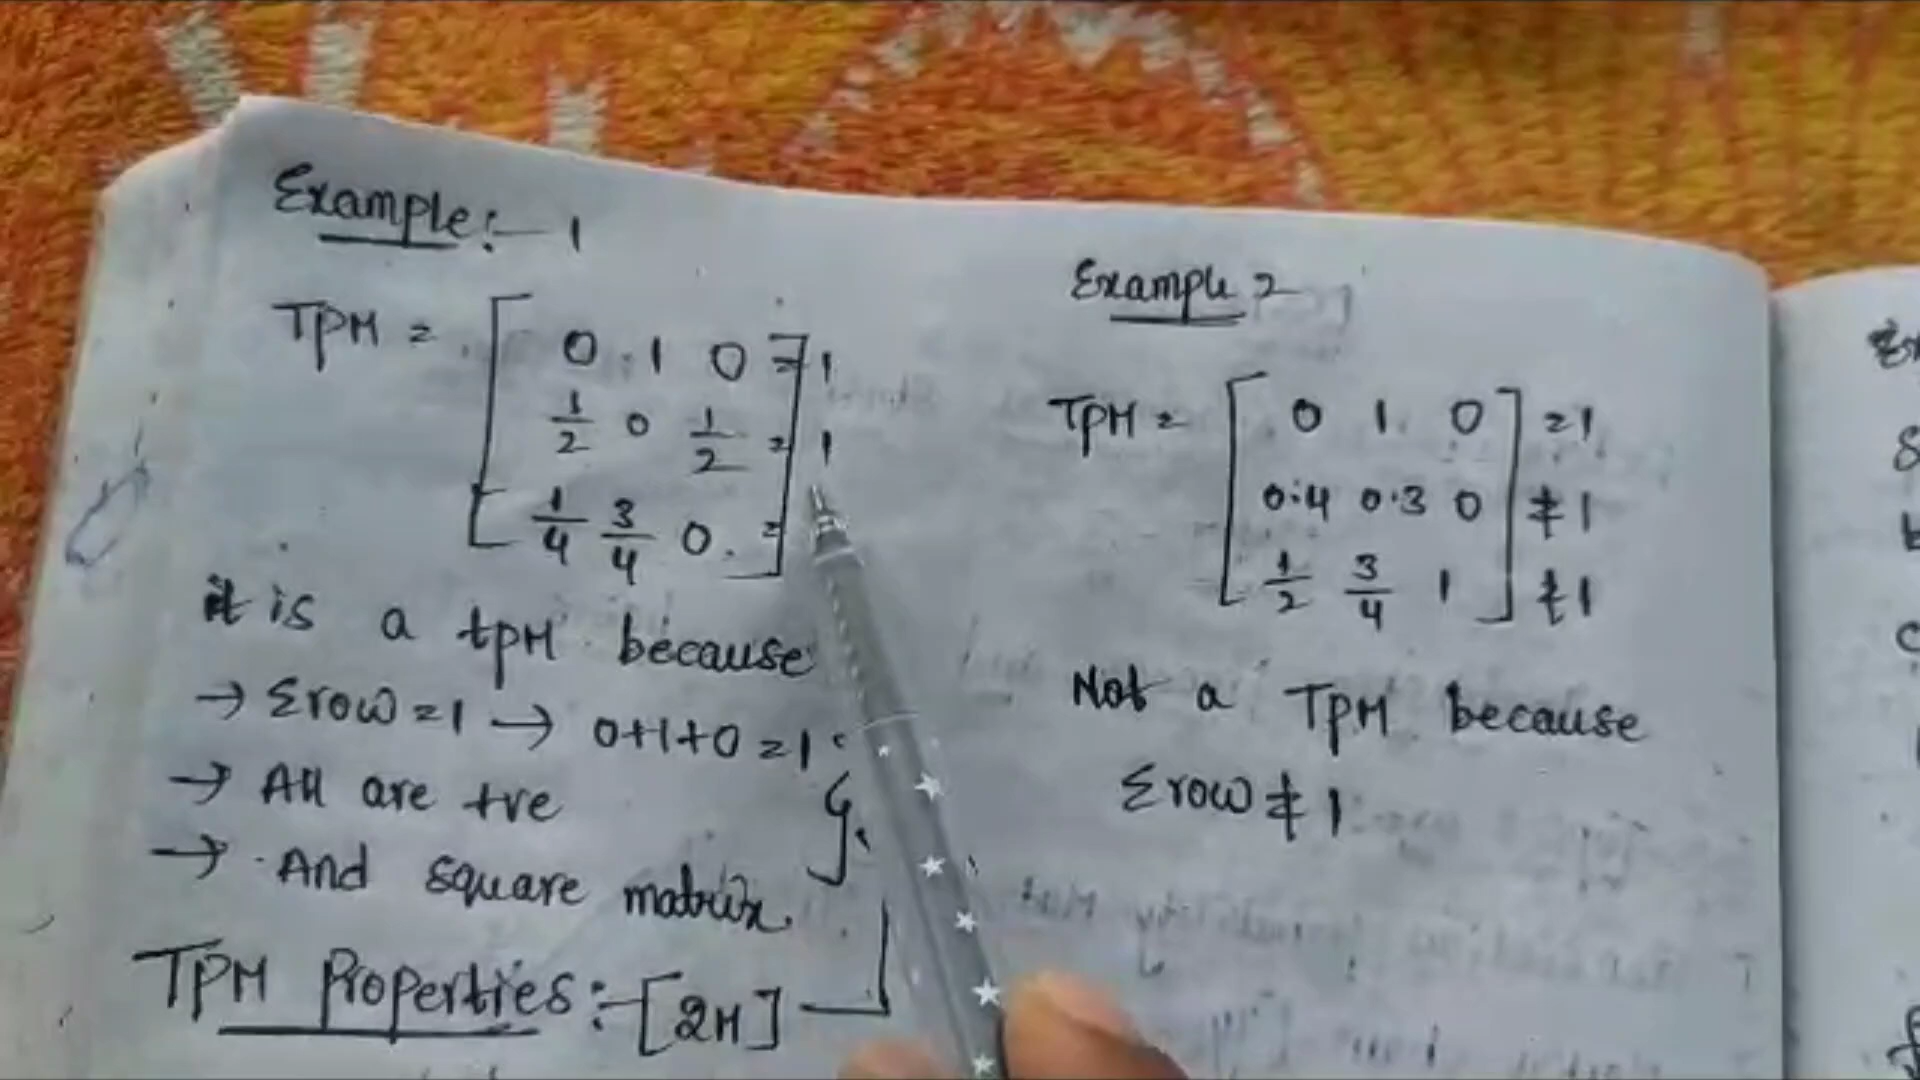 Example:- 1
TPM = [ 0 1 0 ] = 1
1/2 0 1/2 = 1
1/4 3/4 0. =
it is a tPM because
→ Σrow = 1 → 0+1+0 = 1
→ All are +ve
→ And square matrix.
TPM Properties:- [2M]
Example 2
TPM = [ 0 1 0 ] = 1
0.4 0.3 0 ≠ 1
1/2 3/4 1 ≠ 1
Not a TPM because
Σrow ≠ 1